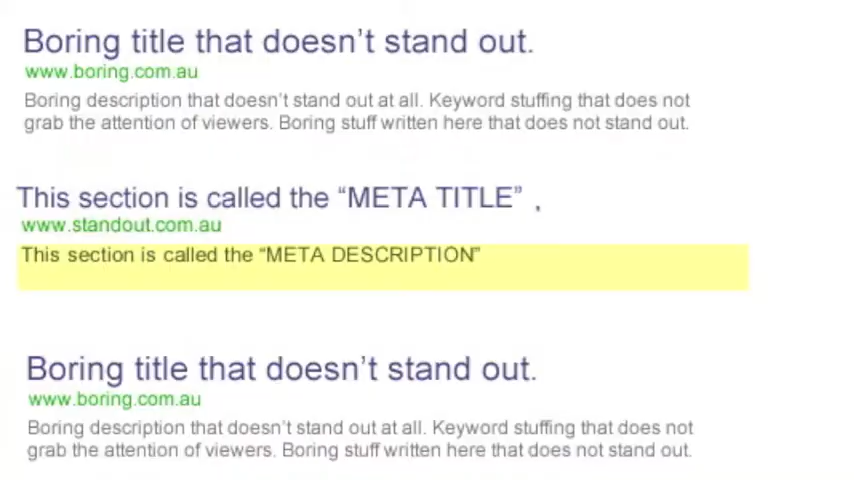 Boring title that doesn't stand out.
www.boring.com.au
Boring description that doesn't stand out at all. Keyword stuffing that does not
grab the attention of viewers. Boring stuff written here that does not stand out.
This section is called the “META TITLE” ,
www.standout.com.au
This section is called the “META DESCRIPTION”
Boring title that doesn't stand out.
www.boring.com.au
Boring description that doesn't stand out at all. Keyword stuffing that does not
grab the attention of viewers. Boring stuff written here that does not stand out.